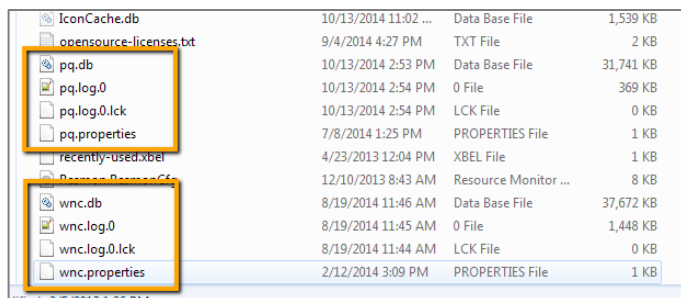 IconCache.db 10/13/2014 11:02 ... Data Base File 1,539 KB
opensource-licenses.txt 9/4/2014 4:27 PM TXT File 2 KB
pq.db 10/13/2014 2:53 PM Data Base File 31,741 KB
pq.log.0 10/13/2014 2:54 PM 0 File 369 KB
pq.log.0.lck 10/13/2014 2:54 PM LCK File 0 KB
pq.properties 7/8/2014 1:25 PM PROPERTIES File 1 KB
recently-used.xbel 4/23/2013 12:04 PM XBEL File 1 KB
Resmon.ResmonCfg 12/10/2013 8:43 AM Resource Monitor ... 8 KB
wnc.db 8/19/2014 11:46 AM Data Base File 37,672 KB
wnc.log.0 8/19/2014 11:45 AM 0 File 1,448 KB
wnc.log.0.lck 8/19/2014 11:44 AM LCK File 0 KB
wnc.properties 2/12/2014 3:09 PM PROPERTIES File 1 KB